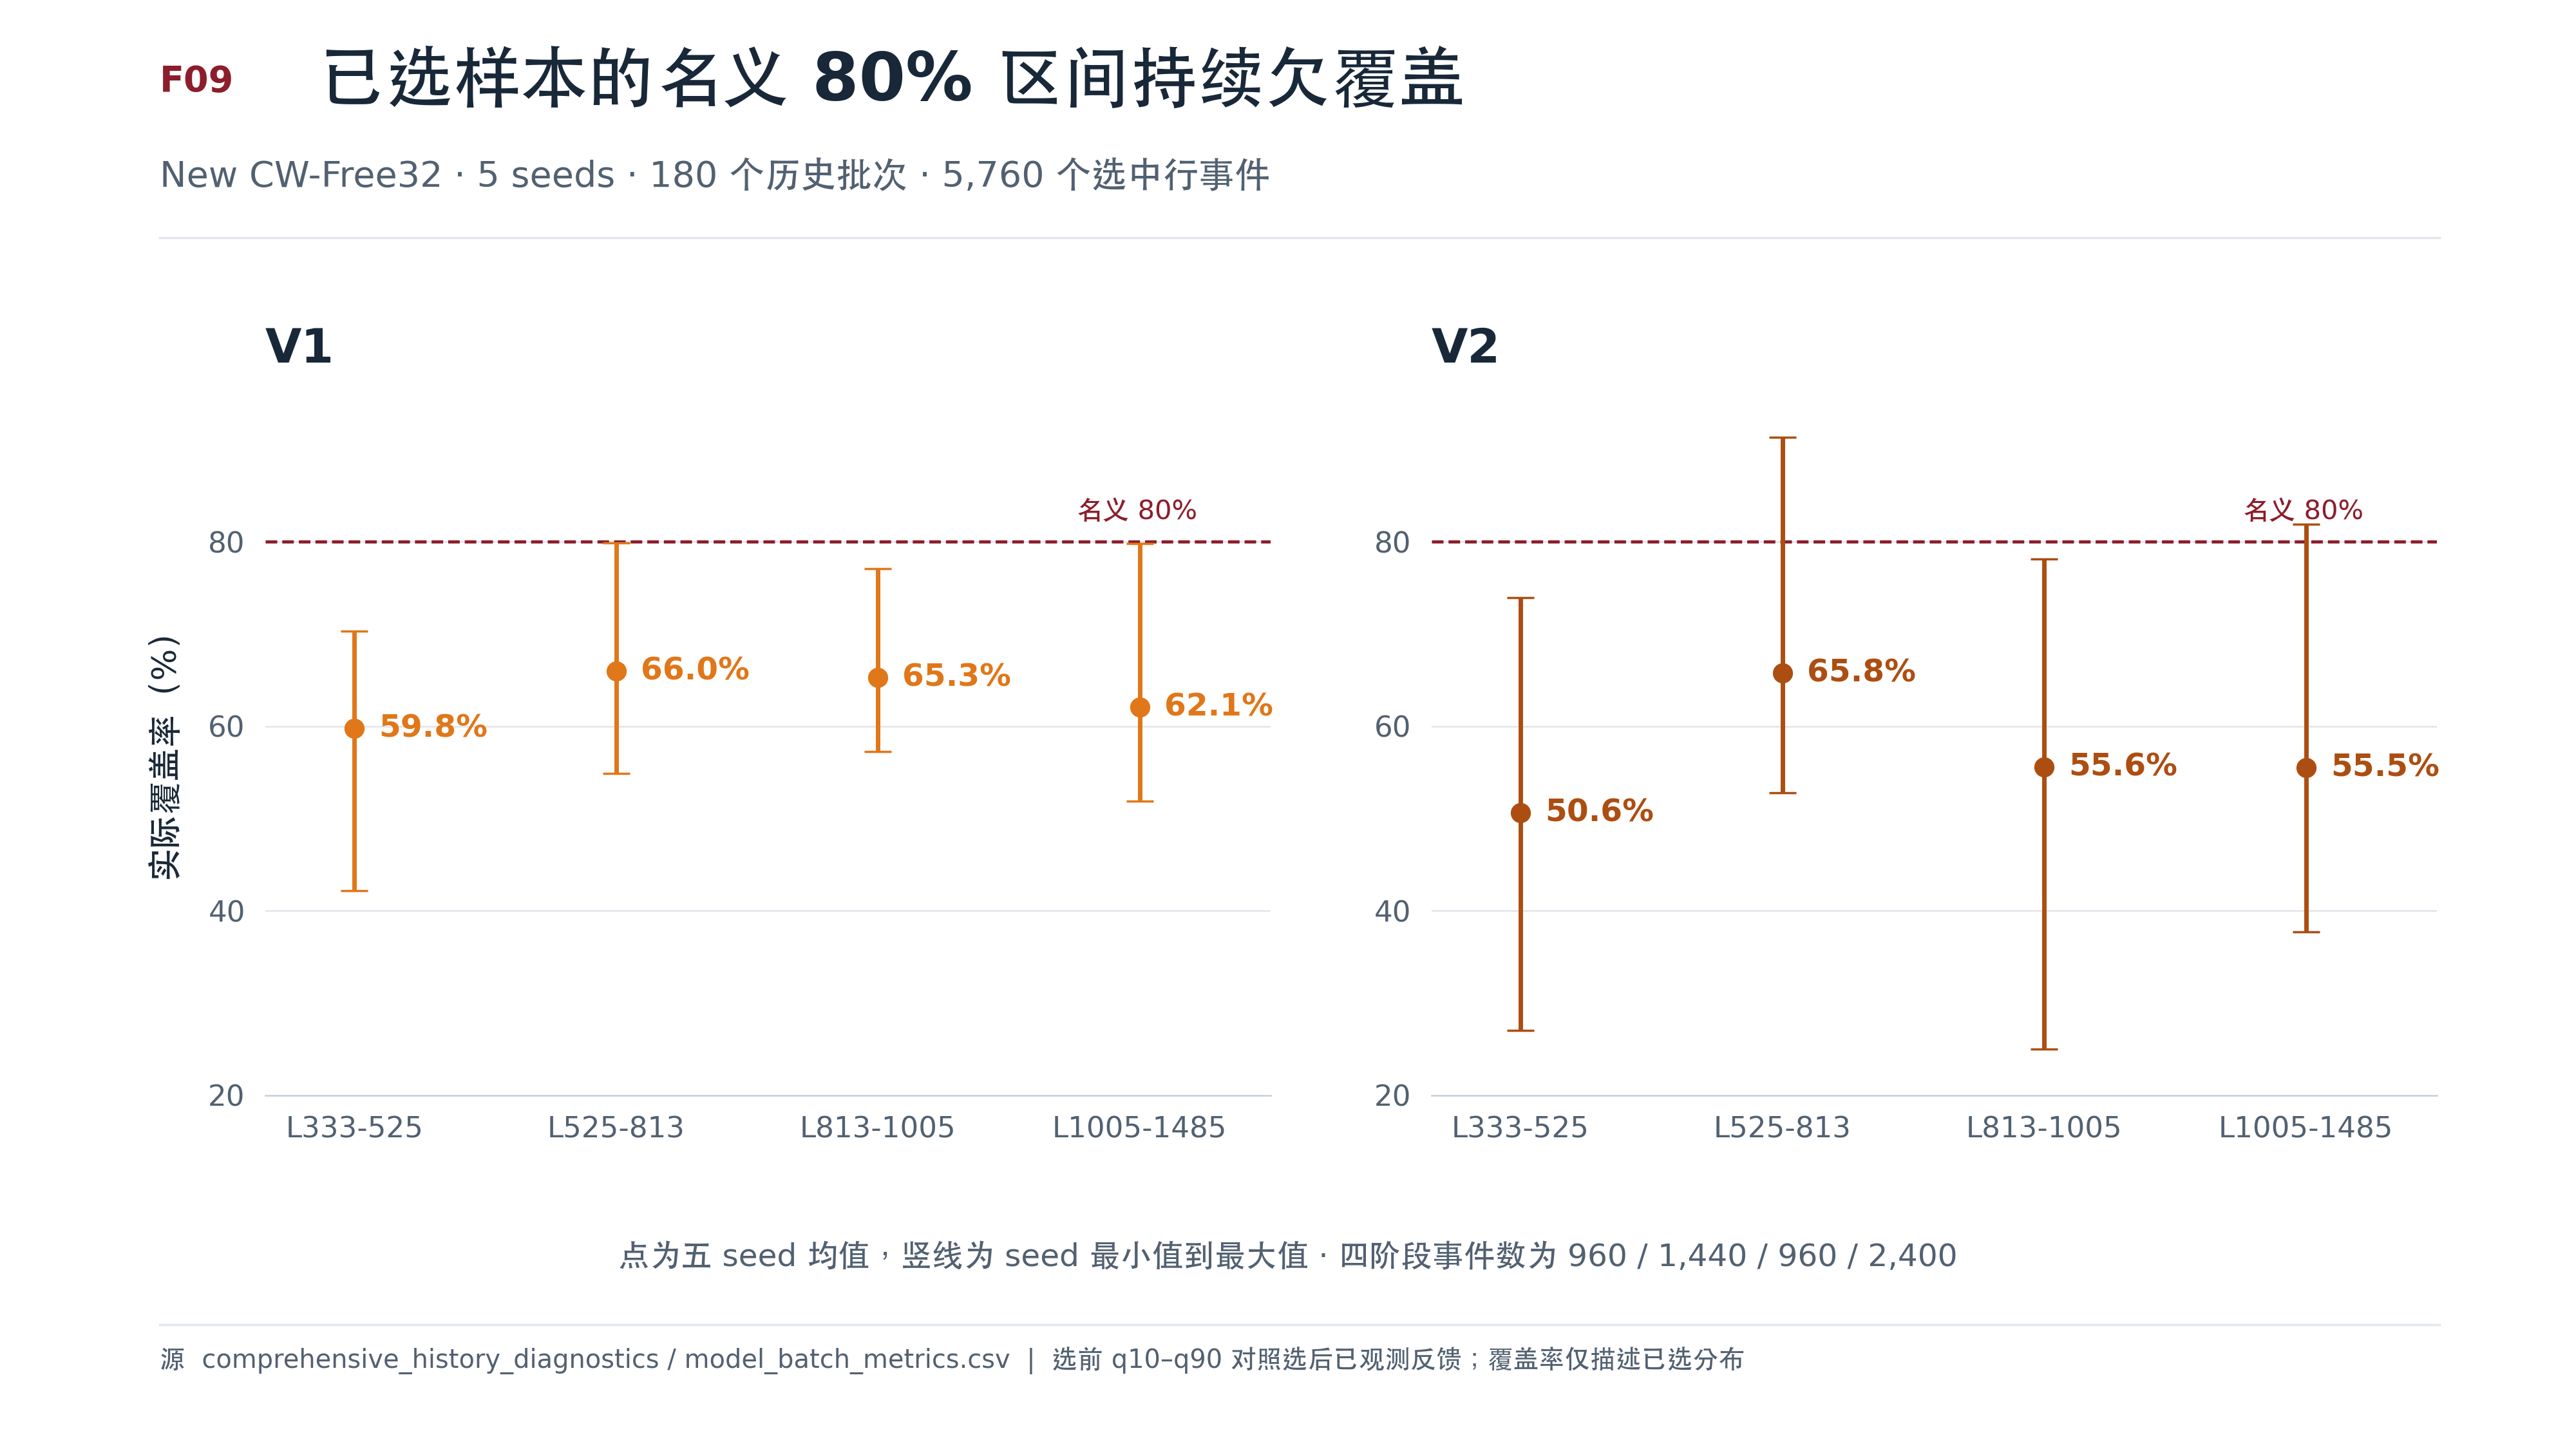 F09 已选样本的名义 80% 区间持续欠覆盖
New CW-Free32 · 5 seeds · 180 个历史批次 · 5,760 个选中行事件
V1
实际覆盖率（%）
80
60
40
20
名义 80%
59.8%
66.0%
65.3%
62.1%
L333-525
L525-813
L813-1005
L1005-1485
V2
80
60
40
20
名义 80%
50.6%
65.8%
55.6%
55.5%
L333-525
L525-813
L813-1005
L1005-1485
点为五 seed 均值，竖线为 seed 最小值到最大值 · 四阶段事件数为 960 / 1,440 / 960 / 2,400
源 comprehensive_history_diagnostics / model_batch_metrics.csv | 选前 q10–q90 对照选后已观测反馈；覆盖率仅描述已选分布